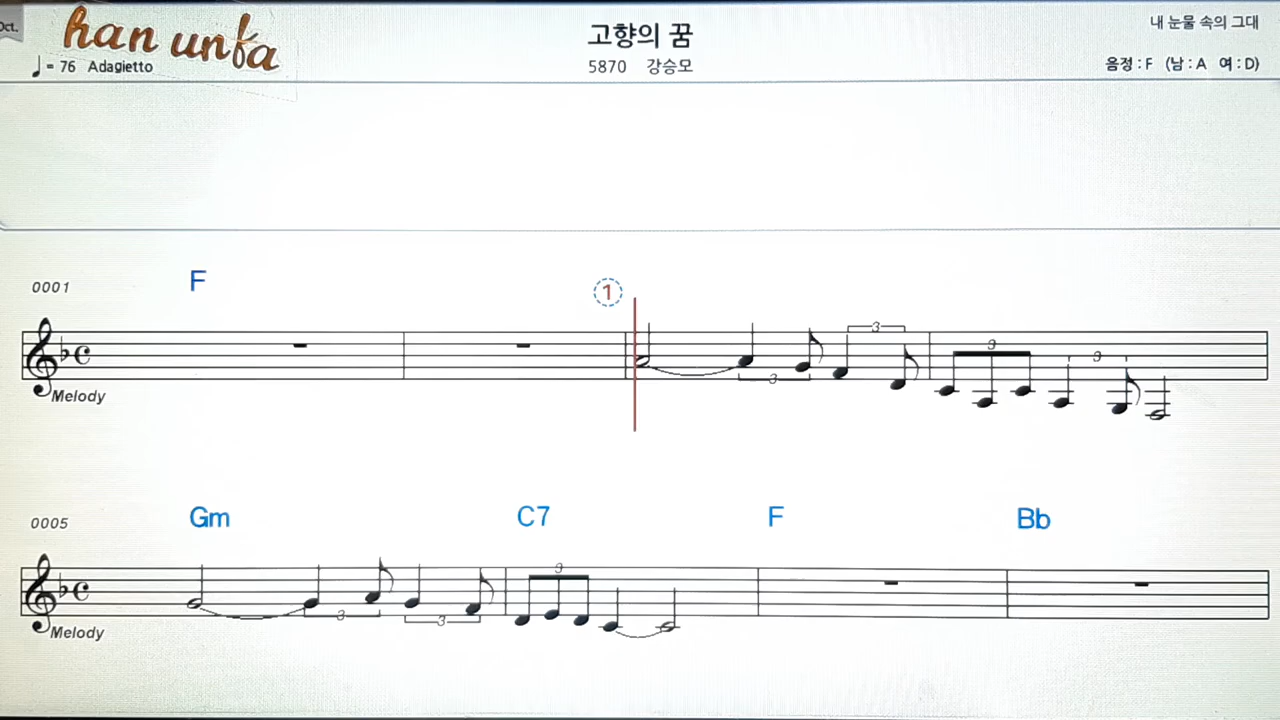 Oct.
han unfa
고향의 꿈
내 눈물 속의 그대
= 76 Adagietto
5870 강승모
음정 : F (남 : A 여 : D)
0001
F
1
3
3
3
3
Melody
0005
Gm
C7
F
Bb
3
3
3
Melody